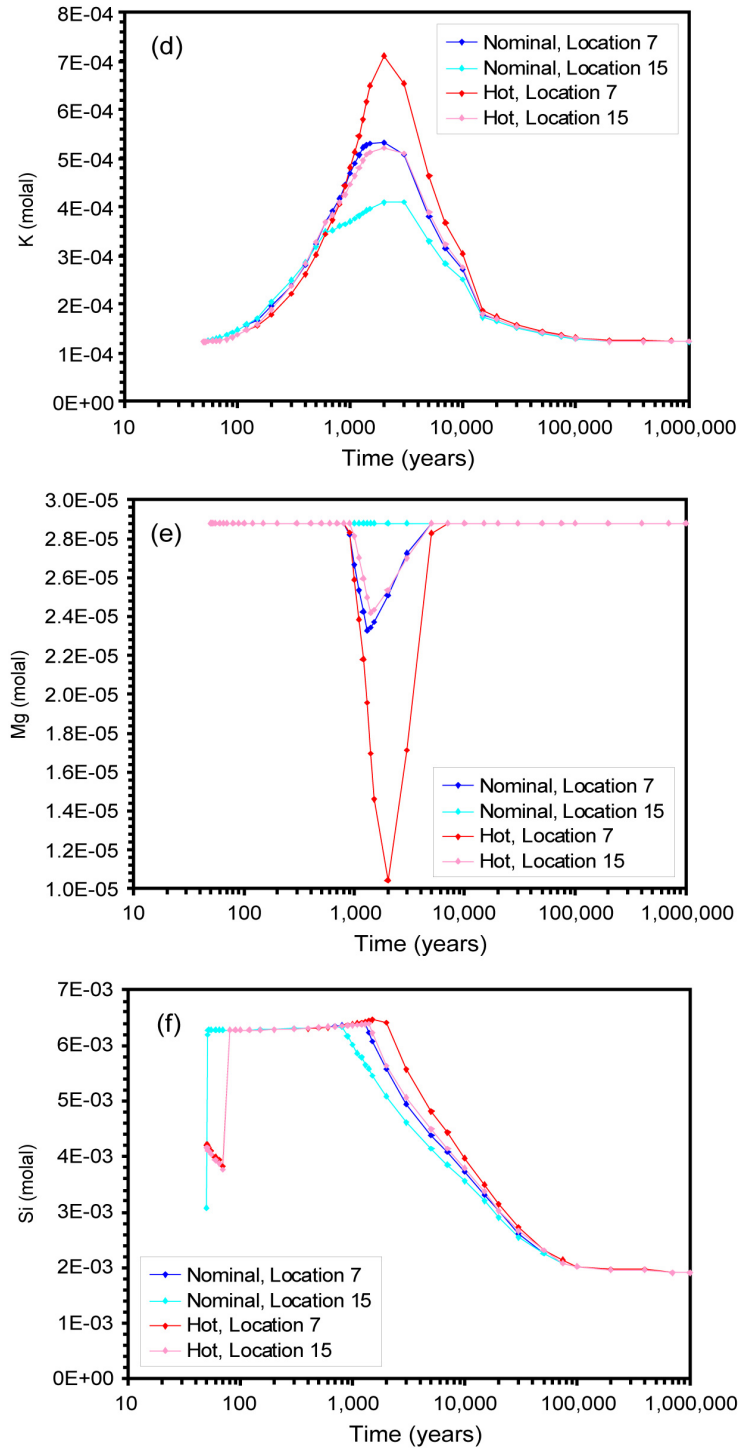 8E-04
(d)
Nominal, Location 7
Nominal, Location 15
Hot, Location 7
Hot, Location 15
7E-04
6E-04
5E-04
K (molal)
4E-04
3E-04
2E-04
1E-04
0E+00
10 100 1,000 10,000 100,000 1,000,000
Time (years)
3.0E-05
(e)
2.8E-05
2.6E-05
2.4E-05
2.2E-05
Mg (molal)
2.0E-05
1.8E-05
1.6E-05
Nominal, Location 7
Nominal, Location 15
Hot, Location 7
Hot, Location 15
1.4E-05
1.2E-05
1.0E-05
10 100 1,000 10,000 100,000 1,000,000
Time (years)
7E-03
(f)
6E-03
5E-03
Si (molal)
4E-03
3E-03
2E-03
Nominal, Location 7
Nominal, Location 15
Hot, Location 7
Hot, Location 15
1E-03
0E+00
10 100 1,000 10,000 100,000 1,000,000
Time (years)